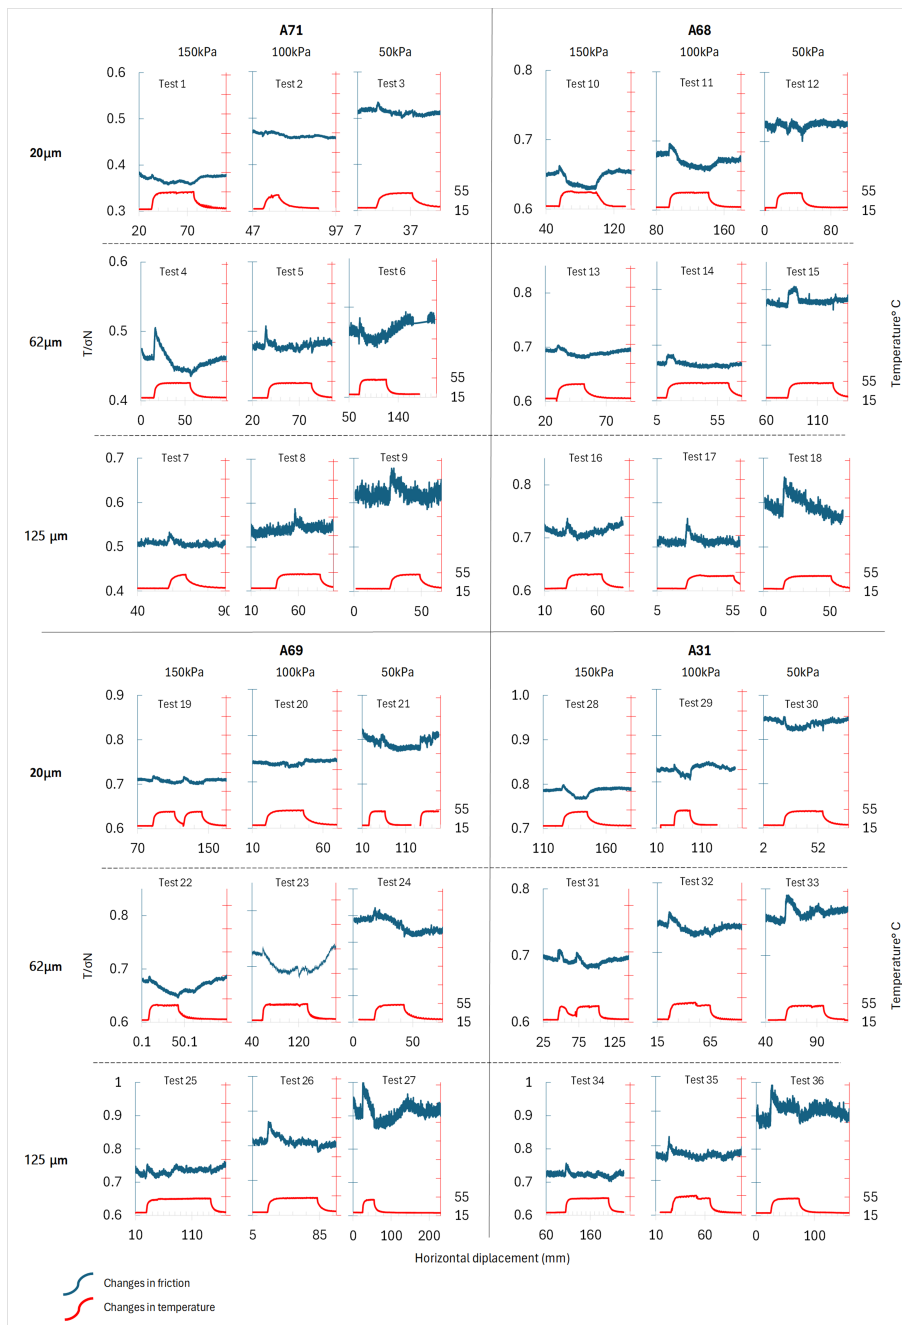 A71 A68
150kPa 100kPa 50kPa 150kPa 100kPa 50kPa
0.6 0.8
Test 1 Test 2 Test 3 Test 10 Test 11 Test 12
0.5
0.7
20µm
0.4
55 55
0.3 15 0.6 15
20 70 47 97 7 37 40 120 80 160 0 80
0.6
Test 4 Test 5 Test 6 Test 13 Test 14 Test 15
0.8
62µm T/σN 0.5 0.7 Temperature° C
55 55
0.4 15 0.6 15
0 50 20 70 50 140 20 70 5 55 60 110
0.7
Test 7 Test 8 Test 9 Test 16 Test 17 Test 18
0.8
0.6
125 µm 0.5 0.7
55 55
0.4 15 0.6 15
40 90 10 60 0 50 10 60 5 55 0 50
A69 A31
150kPa 100kPa 50kPa 150kPa 100kPa 50kPa
0.9 1.0
Test 19 Test 20 Test 21 Test 28 Test 29 Test 30
0.8 0.9
20µm
0.7 0.8
55 55
0.6 15 0.7 15
70 150 10 60 10 110 110 160 10 110 2 52
Test 22 Test 23 Test 24 Test 31 Test 32 Test 33
0.8
0.8
62µm T/σN 0.7 0.7 Temperature° C
55 55
0.6 15 0.6 15
0.1 50.1 40 120 0 50 25 75 125 15 65 40 90
1 1
Test 25 Test 26 Test 27 Test 34 Test 35 Test 36
0.9 0.9
125 µm 0.8 0.8
0.7 0.7
55 55
0.6 15 0.6 15
10 110 5 85 0 100 200 60 160 10 60 0 100
Horizontal diplacement (mm)
Changes in friction
Changes in temperature